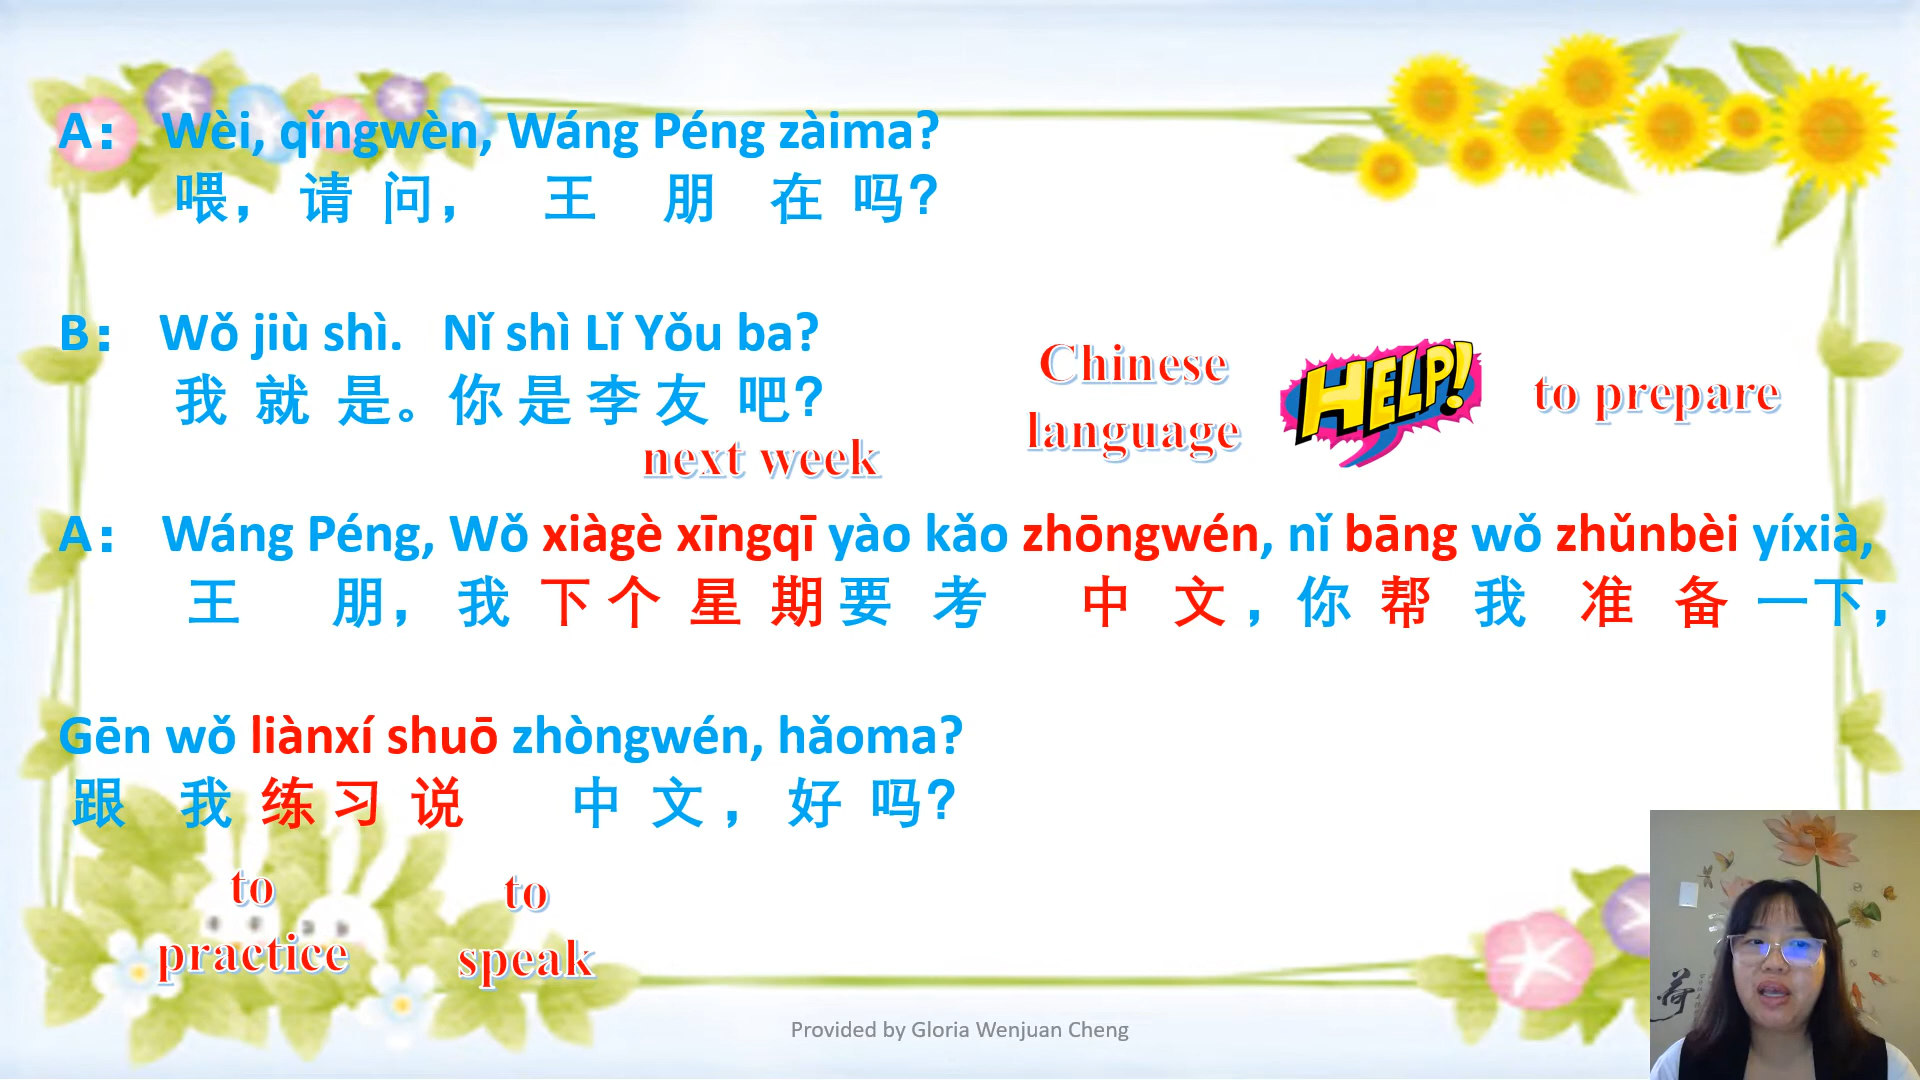 A： Wèi, qǐngwèn, Wáng Péng zàima?
喂， 请 问， 王 朋 在 吗？
B： Wǒ jiù shì. Nǐ shì Lǐ Yǒu ba?
我 就 是。你 是 李 友 吧？
next week
Chinese
language
HELP!
to prepare
A： Wáng Péng, Wǒ xiàgè xīngqī yào kǎo zhōngwén, nǐ bāng wǒ zhǔnbèi yíxià,
王 朋， 我 下 个 星 期 要 考 中 文 ，你 帮 我 准 备 一 下，
Gēn wǒ liànxí shuō zhòngwén, hǎoma?
跟 我 练 习 说 中 文 ， 好 吗？
to
practice
to
speak
Provided by Gloria Wenjuan Cheng
荷